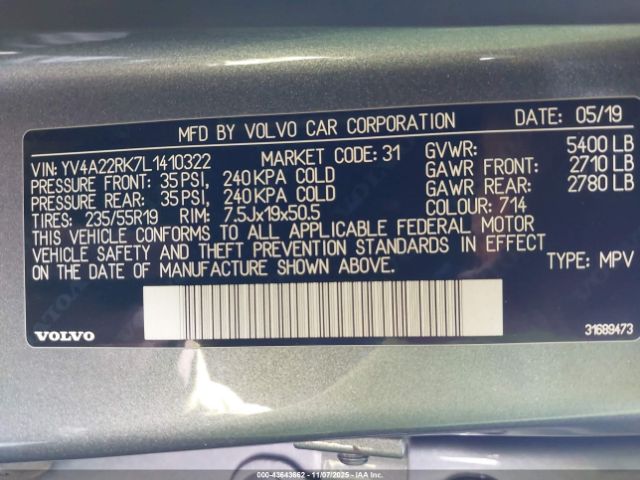 MFD BY VOLVO CAR CORPORATION DATE: 05/19
VIN: YV4A22RK7L1410322 MARKET CODE: 31 GVWR: 5400 LB
PRESSURE FRONT: 35 PSI, 240 KPA COLD GAWR FRONT: 2710 LB
PRESSURE REAR: 35 PSI, 240 KPA COLD GAWR REAR: 2780 LB
TIRES: 235/55R19 RIM: 7.5Jx19x50.5 COLOUR: 714
THIS VEHICLE CONFORMS TO ALL APPLICABLE FEDERAL MOTOR
VEHICLE SAFETY AND THEFT PREVENTION STANDARDS IN EFFECT
ON THE DATE OF MANUFACTURE SHOWN ABOVE. TYPE: MPV
VOLVO 31689473
000-43643662 - 11/07/2025 - IAA Inc.